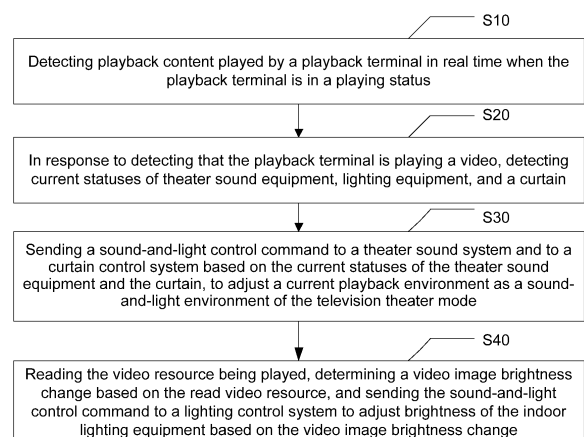 S10
Detecting playback content played by a playback terminal in real time when the
playback terminal is in a playing status
S20
In response to detecting that the playback terminal is playing a video, detecting
current statuses of theater sound equipment, lighting equipment, and a curtain
S30
Sending a sound-and-light control command to a theater sound system and to a
curtain control system based on the current statuses of the theater sound
equipment and the curtain, to adjust a current playback environment as a sound-
and-light environment of the television theater mode
S40
Reading the video resource being played, determining a video image brightness
change based on the read video resource, and sending the sound-and-light
control command to a lighting control system to adjust brightness of the indoor
lighting equipment based on the video image brightness change